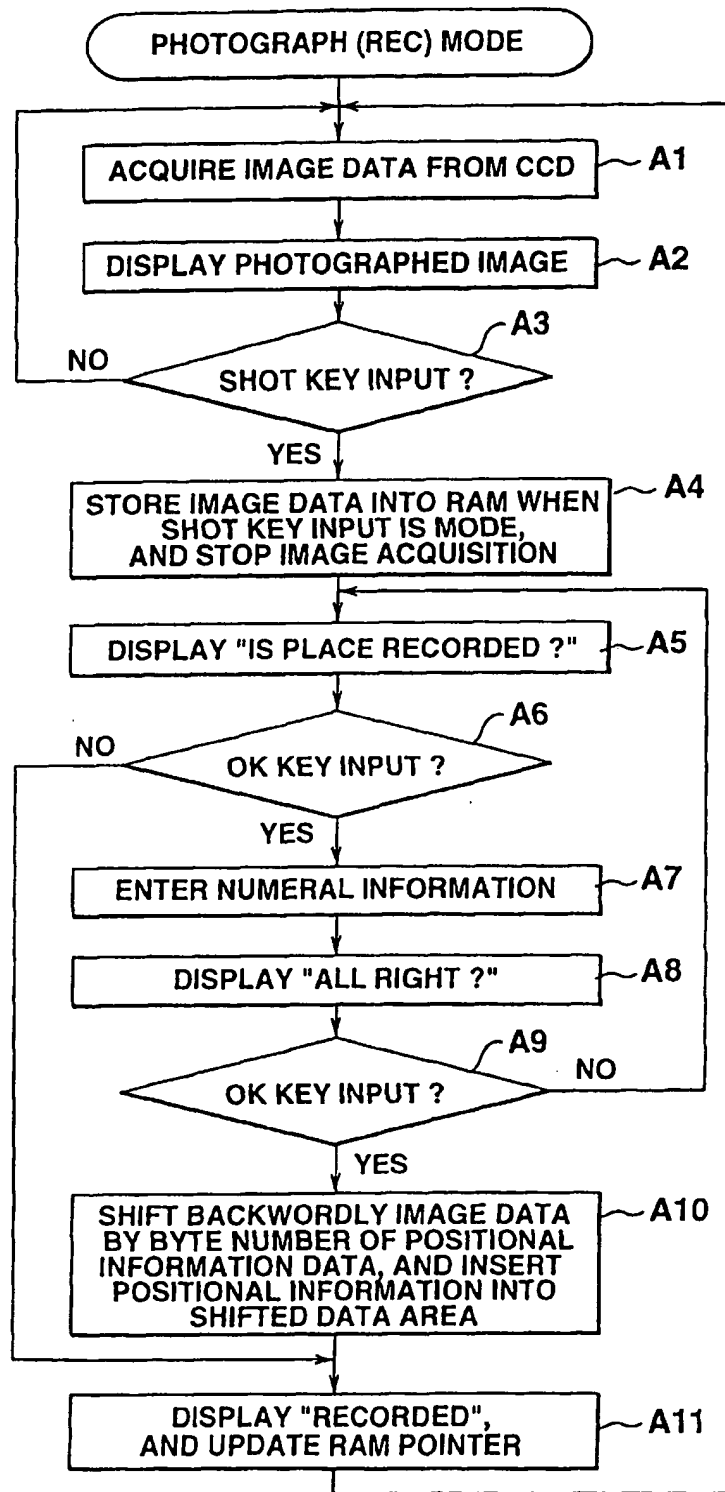 PHOTOGRAPH (REC) MODE
ACQUIRE IMAGE DATA FROM CCD
A1
DISPLAY PHOTOGRAPHED IMAGE
A2
A3
NO
SHOT KEY INPUT ?
YES
A4
STORE IMAGE DATA INTO RAM WHEN
SHOT KEY INPUT IS MODE,
AND STOP IMAGE ACQUISITION
DISPLAY "IS PLACE RECORDED ?"
A5
A6
NO
OK KEY INPUT ?
YES
ENTER NUMERAL INFORMATION
A7
DISPLAY "ALL RIGHT ?"
A8
A9
OK KEY INPUT ?
NO
YES
SHIFT BACKWORDLY IMAGE DATA
BY BYTE NUMBER OF POSITIONAL
INFORMATION DATA, AND INSERT
POSITIONAL INFORMATION INTO
SHIFTED DATA AREA
A10
DISPLAY "RECORDED",
AND UPDATE RAM POINTER
A11